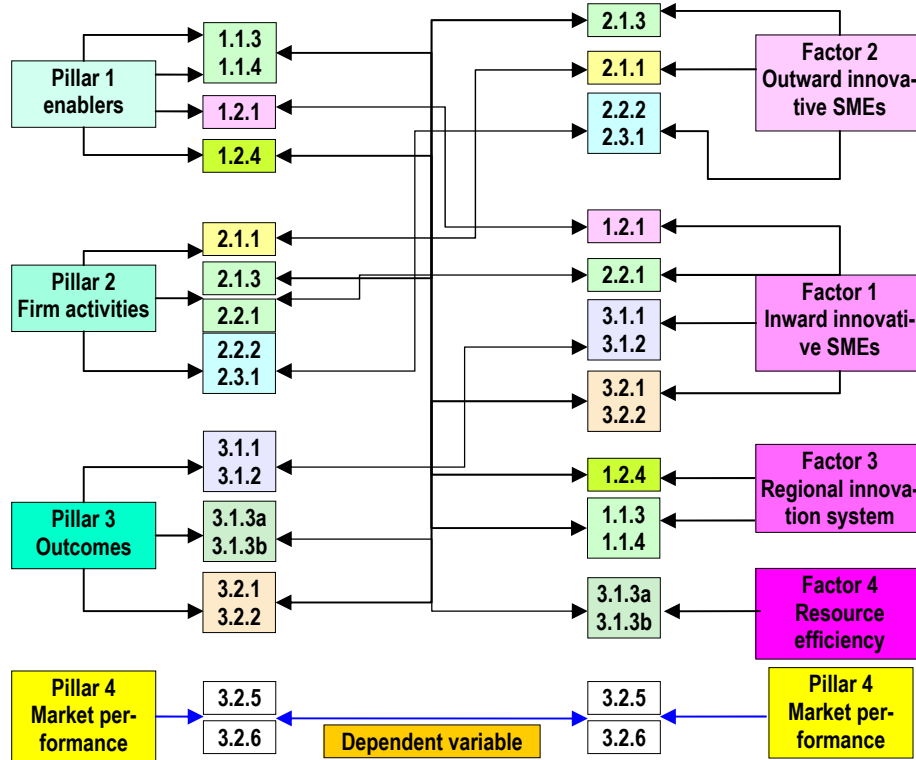 Pillar 1
enablers
1.1.3
1.1.4
1.2.1
1.2.4
Pillar 2
Firm activities
2.1.1
2.1.3
2.2.1
2.2.2
2.3.1
Pillar 3
Outcomes
3.1.1
3.1.2
3.1.3a
3.1.3b
3.2.1
3.2.2
Pillar 4
Market per-
formance
3.2.5
3.2.6
Dependent variable
2.1.3
2.1.1
2.2.2
2.3.1
Factor 2
Outward innova-
tive SMEs
1.2.1
2.2.1
3.1.1
3.1.2
3.2.1
3.2.2
Factor 1
Inward innovati-
ve SMEs
1.2.4
1.1.3
1.1.4
Factor 3
Regional innova-
tion system
3.1.3a
3.1.3b
Factor 4
Resource
efficiency
3.2.5
3.2.6
Pillar 4
Market per-
formance